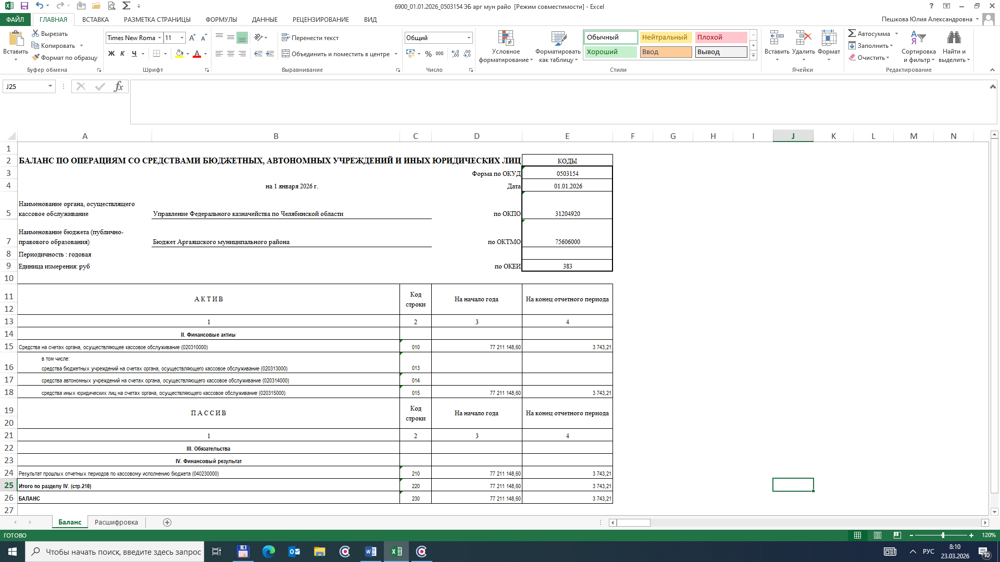 6900_01.01.2026_0503154 ЭБ арг мун райо [Режим совместимости] - Excel
ФАЙЛ ГЛАВНАЯ ВСТАВКА РАЗМЕТКА СТРАНИЦЫ ФОРМУЛЫ ДАННЫЕ РЕЦЕНЗИРОВАНИЕ ВИД Пешкова Юлия Александровна
Вставить
Вырезать
Копировать
Формат по образцу
Буфер обмена
Times New Roma 11
Ж К Ч
Шрифт
Перенести текст
Объединить и поместить в центре
Выравнивание
Общий
% 000
Число
Условное форматирование
Форматировать как таблицу
Обычный Нейтральный Плохой
Хороший Ввод Вывод
Стили
Вставить Удалить Формат
Ячейки
Автосумма
Заполнить
Очистить
Сортировка и фильтр
Найти и выделить
Редактирование
J25
fx
A B C D E F G H I J K L M N
1
2 БАЛАНС ПО ОПЕРАЦИЯМ СО СРЕДСТВАМИ БЮДЖЕТНЫХ, АВТОНОМНЫХ УЧРЕЖДЕНИЙ И ИНЫХ ЮРИДИЧЕСКИХ ЛИЦ КОДЫ
3 Форма по ОКУД 0503154
4 на 1 января 2026 г. Дата 01.01.2026
Наименование органа, осуществляющего
5 кассовое обслуживание Управление Федерального казначейства по Челябинской области по ОКПО 31204920
Наименование бюджета (публично-
7 правового образования) Бюджет Аргаяшского муниципального района по ОКТМО 75606000
8 Периодичность : годовая
9 Единица измерения: руб по ОКЕИ 383
10
11 А К Т И В Код строки На начало года На конец отчетного периода
12
13 1 2 3 4
14 II. Финансовые актиы
15 Средства на счетах органа, осуществляющее кассовое обслуживание (020310000) 010 77 211 148,60 3 743,21
в том числе:
16 средства бюджетных учреждений на счетах органа, осуществляющего кассовое обслуживание (020313000) 013
17 средства автономных учреждений на счетах органа, осуществляющего кассовое обслуживание (020314000) 014
18 средства иных юридических лиц на счетах органа, осуществляющего кассовое обслуживание (020315000) 015 77 211 148,60 3 743,21
19 П А С С И В Код строки На начало года На конец отчетного периода
20
21 1 2 3 4
22 III. Обязательства
23 IV. Финансовый результат
24 Результат прошлых отчетных периодов по кассовому исполнению бюджета (040230000) 210 77 211 148,60 3 743,21
25 Итого по разделу IV. (стр.210) 220 77 211 148,60 3 743,21
26 БАЛАНС 230 77 211 148,60 3 743,21
27
Баланс Расшифровка
ГОТОВО 120%
Чтобы начать поиск, введите здесь запрос
РУС
8:10
23.03.2026
10